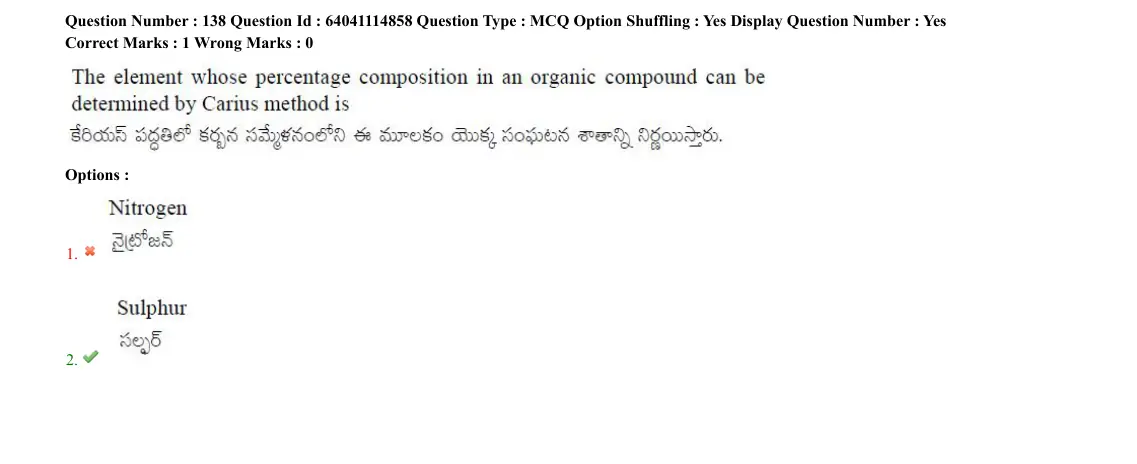 Question Number : 138 Question Id : 64041114858 Question Type : MCQ Option Shuffling : Yes Display Question Number : Yes
Correct Marks : 1 Wrong Marks : 0
The element whose percentage composition in an organic compound can be
determined by Carius method is
కేరియస్ పద్ధతిలో కర్బన సమ్మేళనంలోని ఈ మూలకం యొక్క సంఘటన శాతాన్ని నిర్ణయిస్తారు.
Options :
Nitrogen
నైట్రోజన్
1.
Sulphur
సల్ఫర్
2.